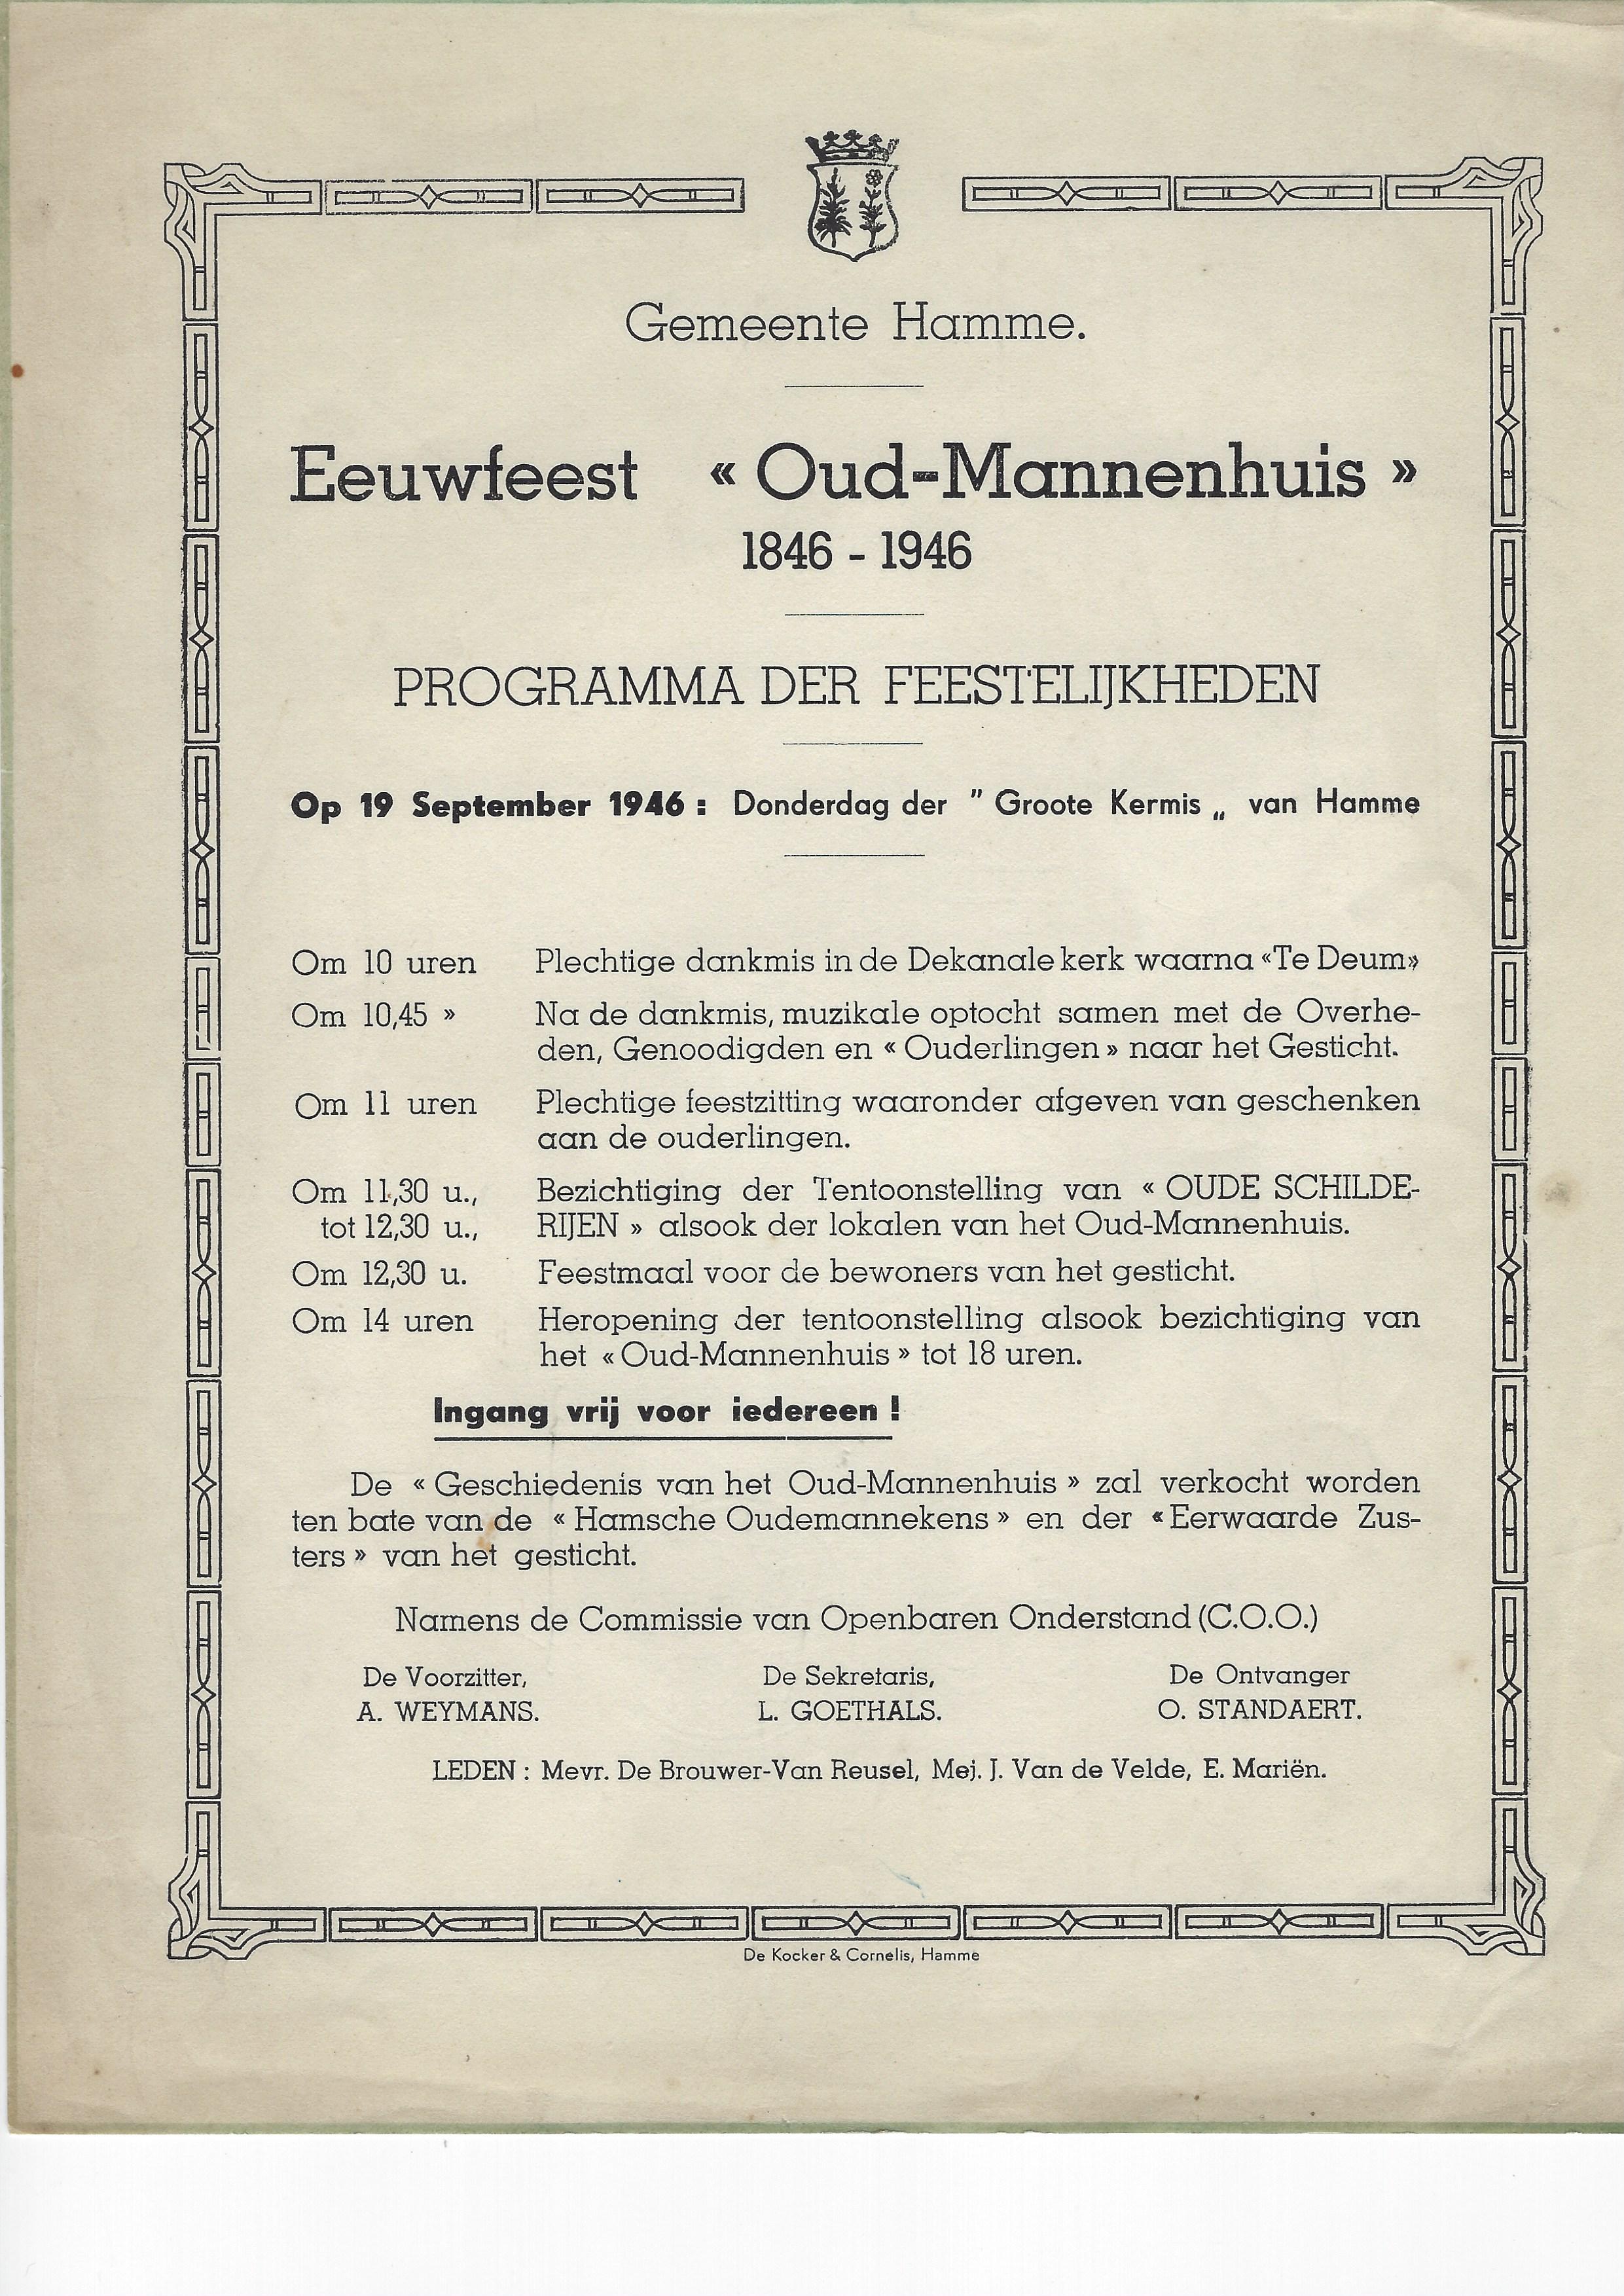 Gemeente Hamme.
Eeuwfeest « Oud-Mannenhuis »
1846 - 1946
PROGRAMMA DER FEESTELIJKHEDEN
Op 19 September 1946 : Donderdag der " Groote Kermis „ van Hamme
Om 10 uren Plechtige dankmis in de Dekanale kerk waarna «Te Deum»
Om 10,45 » Na de dankmis, muzikale optocht samen met de Overhe-
den, Genoodigden en « Ouderlingen » naar het Gesticht.
Om 11 uren Plechtige feestzitting waaronder afgeven van geschenken
aan de ouderlingen.
Om 11,30 u., Bezichtiging der Tentoonstelling van « OUDE SCHILDE-
tot 12,30 u., RIJEN » alsook der lokalen van het Oud-Mannenhuis.
Om 12,30 u. Feestmaal voor de bewoners van het gesticht.
Om 14 uren Heropening der tentoonstelling alsook bezichtiging van
het « Oud-Mannenhuis » tot 18 uren.
Ingang vrij voor iedereen !
De « Geschiedenis van het Oud-Mannenhuis » zal verkocht worden
ten bate van de « Hamsche Oudemannekens » en der « Eerwaarde Zus-
ters » van het gesticht.
Namens de Commissie van Openbaren Onderstand (C.O.O.)
De Voorzitter, De Sekretaris, De Ontvanger
A. WEYMANS. L. GOETHALS. O. STANDAERT.
LEDEN : Mevr. De Brouwer-Van Reusel, Mej. J. Van de Velde, E. Mariën.
De Kocker & Cornelis, Hamme